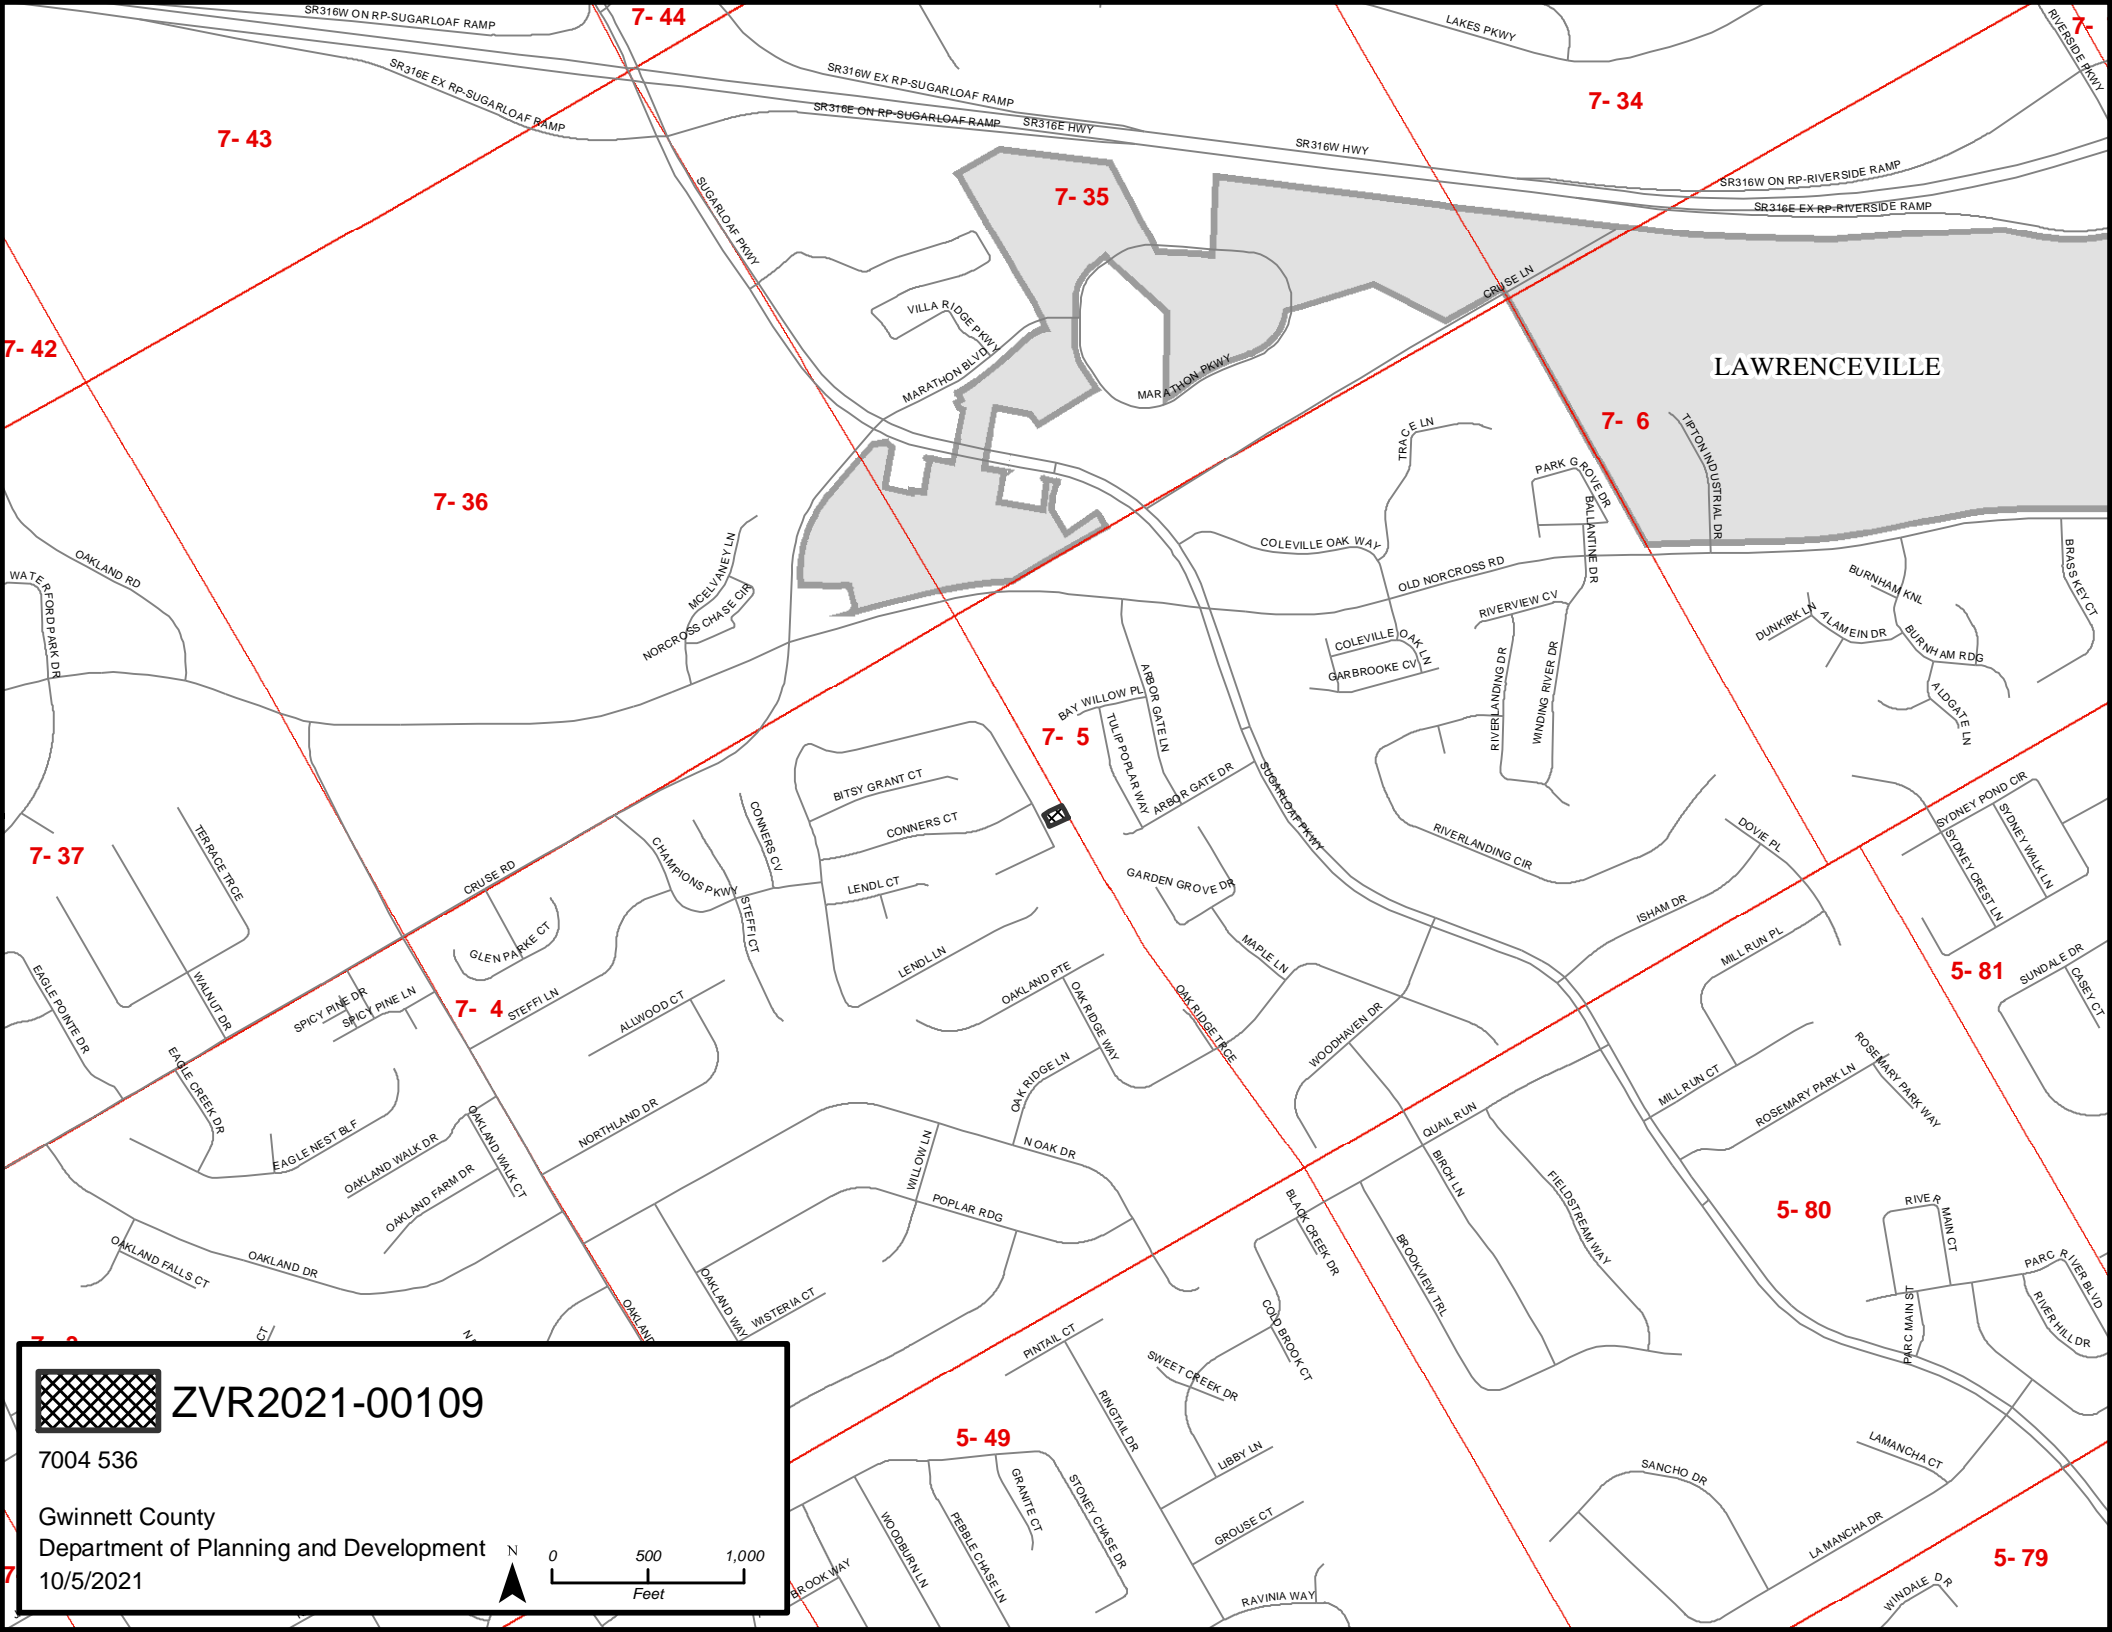 SR316W ON RP-SUGARLOAF RAMP
7- 44
LAKES PKWY
RIVERSIDE PKWY
7-
SR316E EX RP-SUGARLOAF RAMP
SR316W EX RP-SUGARLOAF RAMP
SR316E ON RP-SUGARLOAF RAMP
SR316E HWY
SR316W HWY
7- 34
7- 43
SUGARLOAF PKWY
7- 35
SR316W ON RP-RIVERSIDE RAMP
SR316E EX RP-RIVERSIDE RAMP
CRUSE LN
VILLA RIDGE PKWY
7- 42
MARATHON BLVD
MARATHON PKWY
LAWRENCEVILLE
7- 6
TIPTON INDUSTRIAL DR
TRACE LN
PARK GROVE DR
BALLANTINE DR
7- 36
OAKLAND RD
WATERFORD PARK DR
MCELVANEY LN
NORCROSS CHASE CIR
COLEVILLE OAK WAY
OLD NORCROSS RD
BRASS KEY CT
BURNHAM KNL
DUNKIRK LN
ALAMEIN DR
BURNHAM RDG
ALDGATE LN
RIVERVIEW CV
COLEVILLE OAK LN
GARBROOKE CV
RIVERLANDING DR
WINDING RIVER DR
BAY WILLOW PL
ARBOR GATE LN
7- 5
TULIP POPLAR WAY
ARBOR GATE DR
SUGARLOAF PKWY
BITSY GRANT CT
CONNERS CT
CONNERS CV
CHAMPIONS PKWY
LENDL CT
STEFFI CT
7- 37
TERRACE TRCE
CRUSE RD
GLEN PARKE CT
GARDEN GROVE DR
RIVERLANDING CIR
SYDNEY POND CIR
SYDNEY WALK LN
SYDNEY CREST LN
DOVIE PL
ISHAM DR
MILL RUN PL
5- 81
SUNDALE DR
CASEY CT
EAGLE POINTE DR
WALNUT DR
SPICY PINE DR
SPICY PINE LN
7- 4
STEFFI LN
ALLWOOD CT
LENDL LN
OAKLAND PTE
MAPLE LN
OAK RIDGE WAY
OAK RIDGE TRCE
WOODHAVEN DR
OAK RIDGE LN
EAGLE CREEK DR
EAGLE NEST BLF
OAKLAND WALK DR
OAKLAND WALK CT
OAKLAND FARM DR
NORTHLAND DR
WILLOW LN
N OAK DR
POPLAR RDG
QUAIL RUN
BIRCH LN
FIELDSTREAM WAY
MILL RUN CT
ROSEMARY PARK LN
ROSEMARY PARK WAY
5- 80
RIVER
MAIN CT
PARC RIVER BLVD
RIVER HILL DR
PARC MAIN ST
OAKLAND FALLS CT
OAKLAND DR
OAKLAND WAY
WISTERIA CT
OAKLAND
BLACK CREEK DR
BROOKVIEW TRL
COLD BROOK CT
PINTAIL CT
SWEET CREEK DR
RINGTAIL DR
LIBBY LN
GROUSE CT
5- 49
GRANITE CT
STONEY CHASE DR
PEBBLE CHASE LN
WOODBURN LN
BROOK WAY
RAVINIA WAY
SANCHO DR
LAMANCHA CT
LA MANCHA DR
5- 79
WINDALE DR
CT
ZVR2021-00109
7004 536
Gwinnett County
Department of Planning and Development
10/5/2021
N
0 500 1,000
Feet